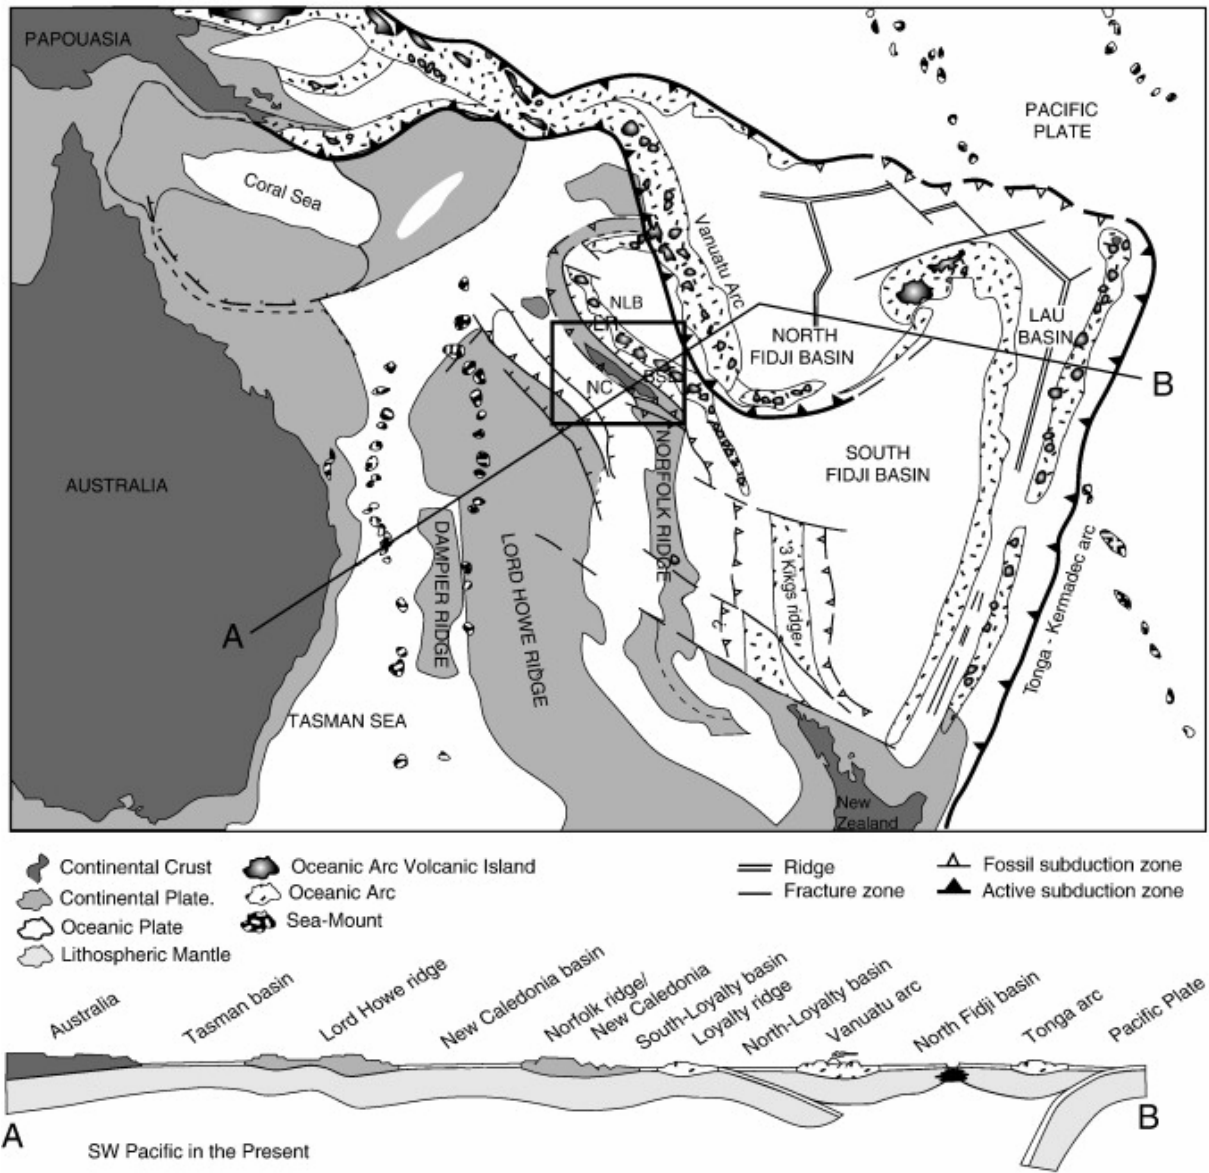 PAPOUASIA
PACIFIC
PLATE
Coral Sea
Vanuatu Arc
NLB
LR
NORTH
FIDJI BASIN
LAU
BASIN
NC
SSL
B
AUSTRALIA
SOUTH
FIDJI BASIN
NORFOLK RIDGE
DAMPIER RIDGE
LORD HOWE RIDGE
'3 Kikgs ridge
Tonga - Kermadec arc
A
?
TASMAN SEA
New
Zealand
Continental Crust
Continental Plate.
Oceanic Plate
Lithospheric Mantle
Oceanic Arc Volcanic Island
Oceanic Arc
Sea-Mount
Ridge
Fracture zone
Fossil subduction zone
Active subduction zone
Australia
Tasman basin
Lord Howe ridge
New Caledonia basin
Norfolk ridge/
New Caledonia
South-Loyalty basin
Loyalty ridge
North-Loyalty basin
Vanuatu arc
North Fidji basin
Tonga arc
Pacific Plate
A
B
SW Pacific in the Present